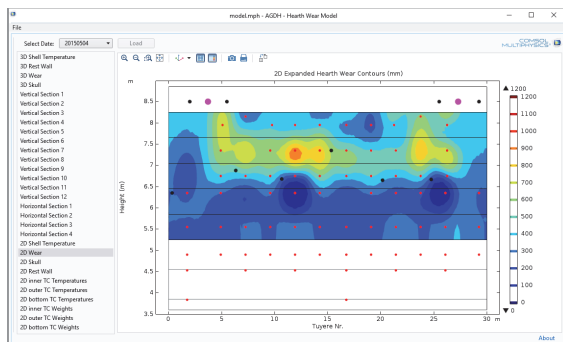 model.mph - AGDH - Hearth Wear Model
File
Select Date: 20150504 Load
COMSOL
MULTIPHYSICS
3D Shell Temperature
3D Rest Wall
3D Wear
3D Skull
Vertical Section 1
Vertical Section 2
Vertical Section 3
Vertical Section 4
Vertical Section 5
Vertical Section 6
Vertical Section 7
Vertical Section 8
Vertical Section 9
Vertical Section 10
Vertical Section 11
Vertical Section 12
Horizontal Section 1
Horizontal Section 2
Horizontal Section 3
Horizontal Section 4
2D Shell Temperature
2D Wear
2D Skull
2D Rest Wall
2D inner TC Temperatures
2D outer TC Temperatures
2D bottom TC Temperatures
2D inner TC Weights
2D outer TC Weights
2D bottom TC Weights
2D Expanded Hearth Wear Contours (mm)
m
8.5
8
7.5
7
6.5
6
5.5
5
4.5
4
3.5
Height (m)
0 5 10 15 20 25 30 m
Tuyere Nr.
▲ 1200
1200
1100
1000
900
800
700
600
500
400
300
200
100
0
▼ 0
About